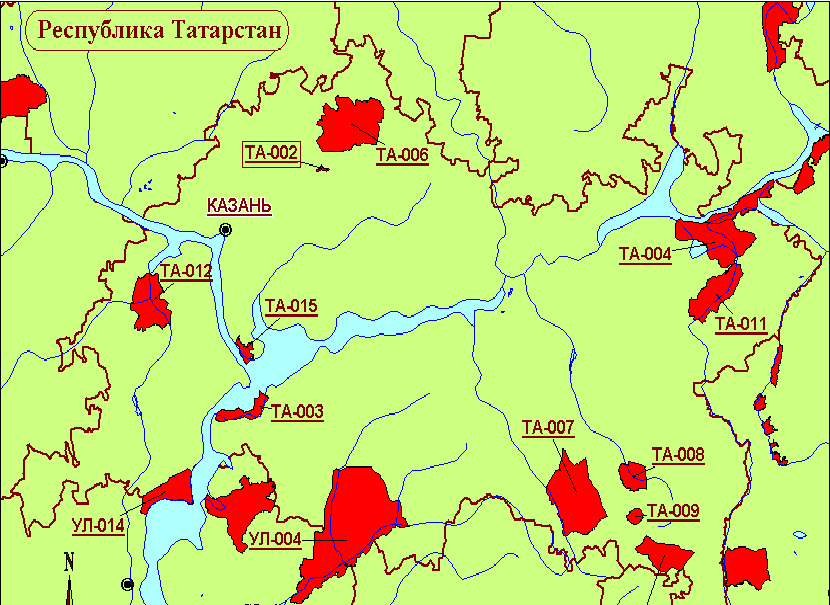 Республика Татарстан
ТА-002
ТА-006
КАЗАНЬ
ТА-004
ТА-012
ТА-015
ТА-011
ТА-003
ТА-007
ТА-008
ТА-009
УЛ-014
УЛ-004
N